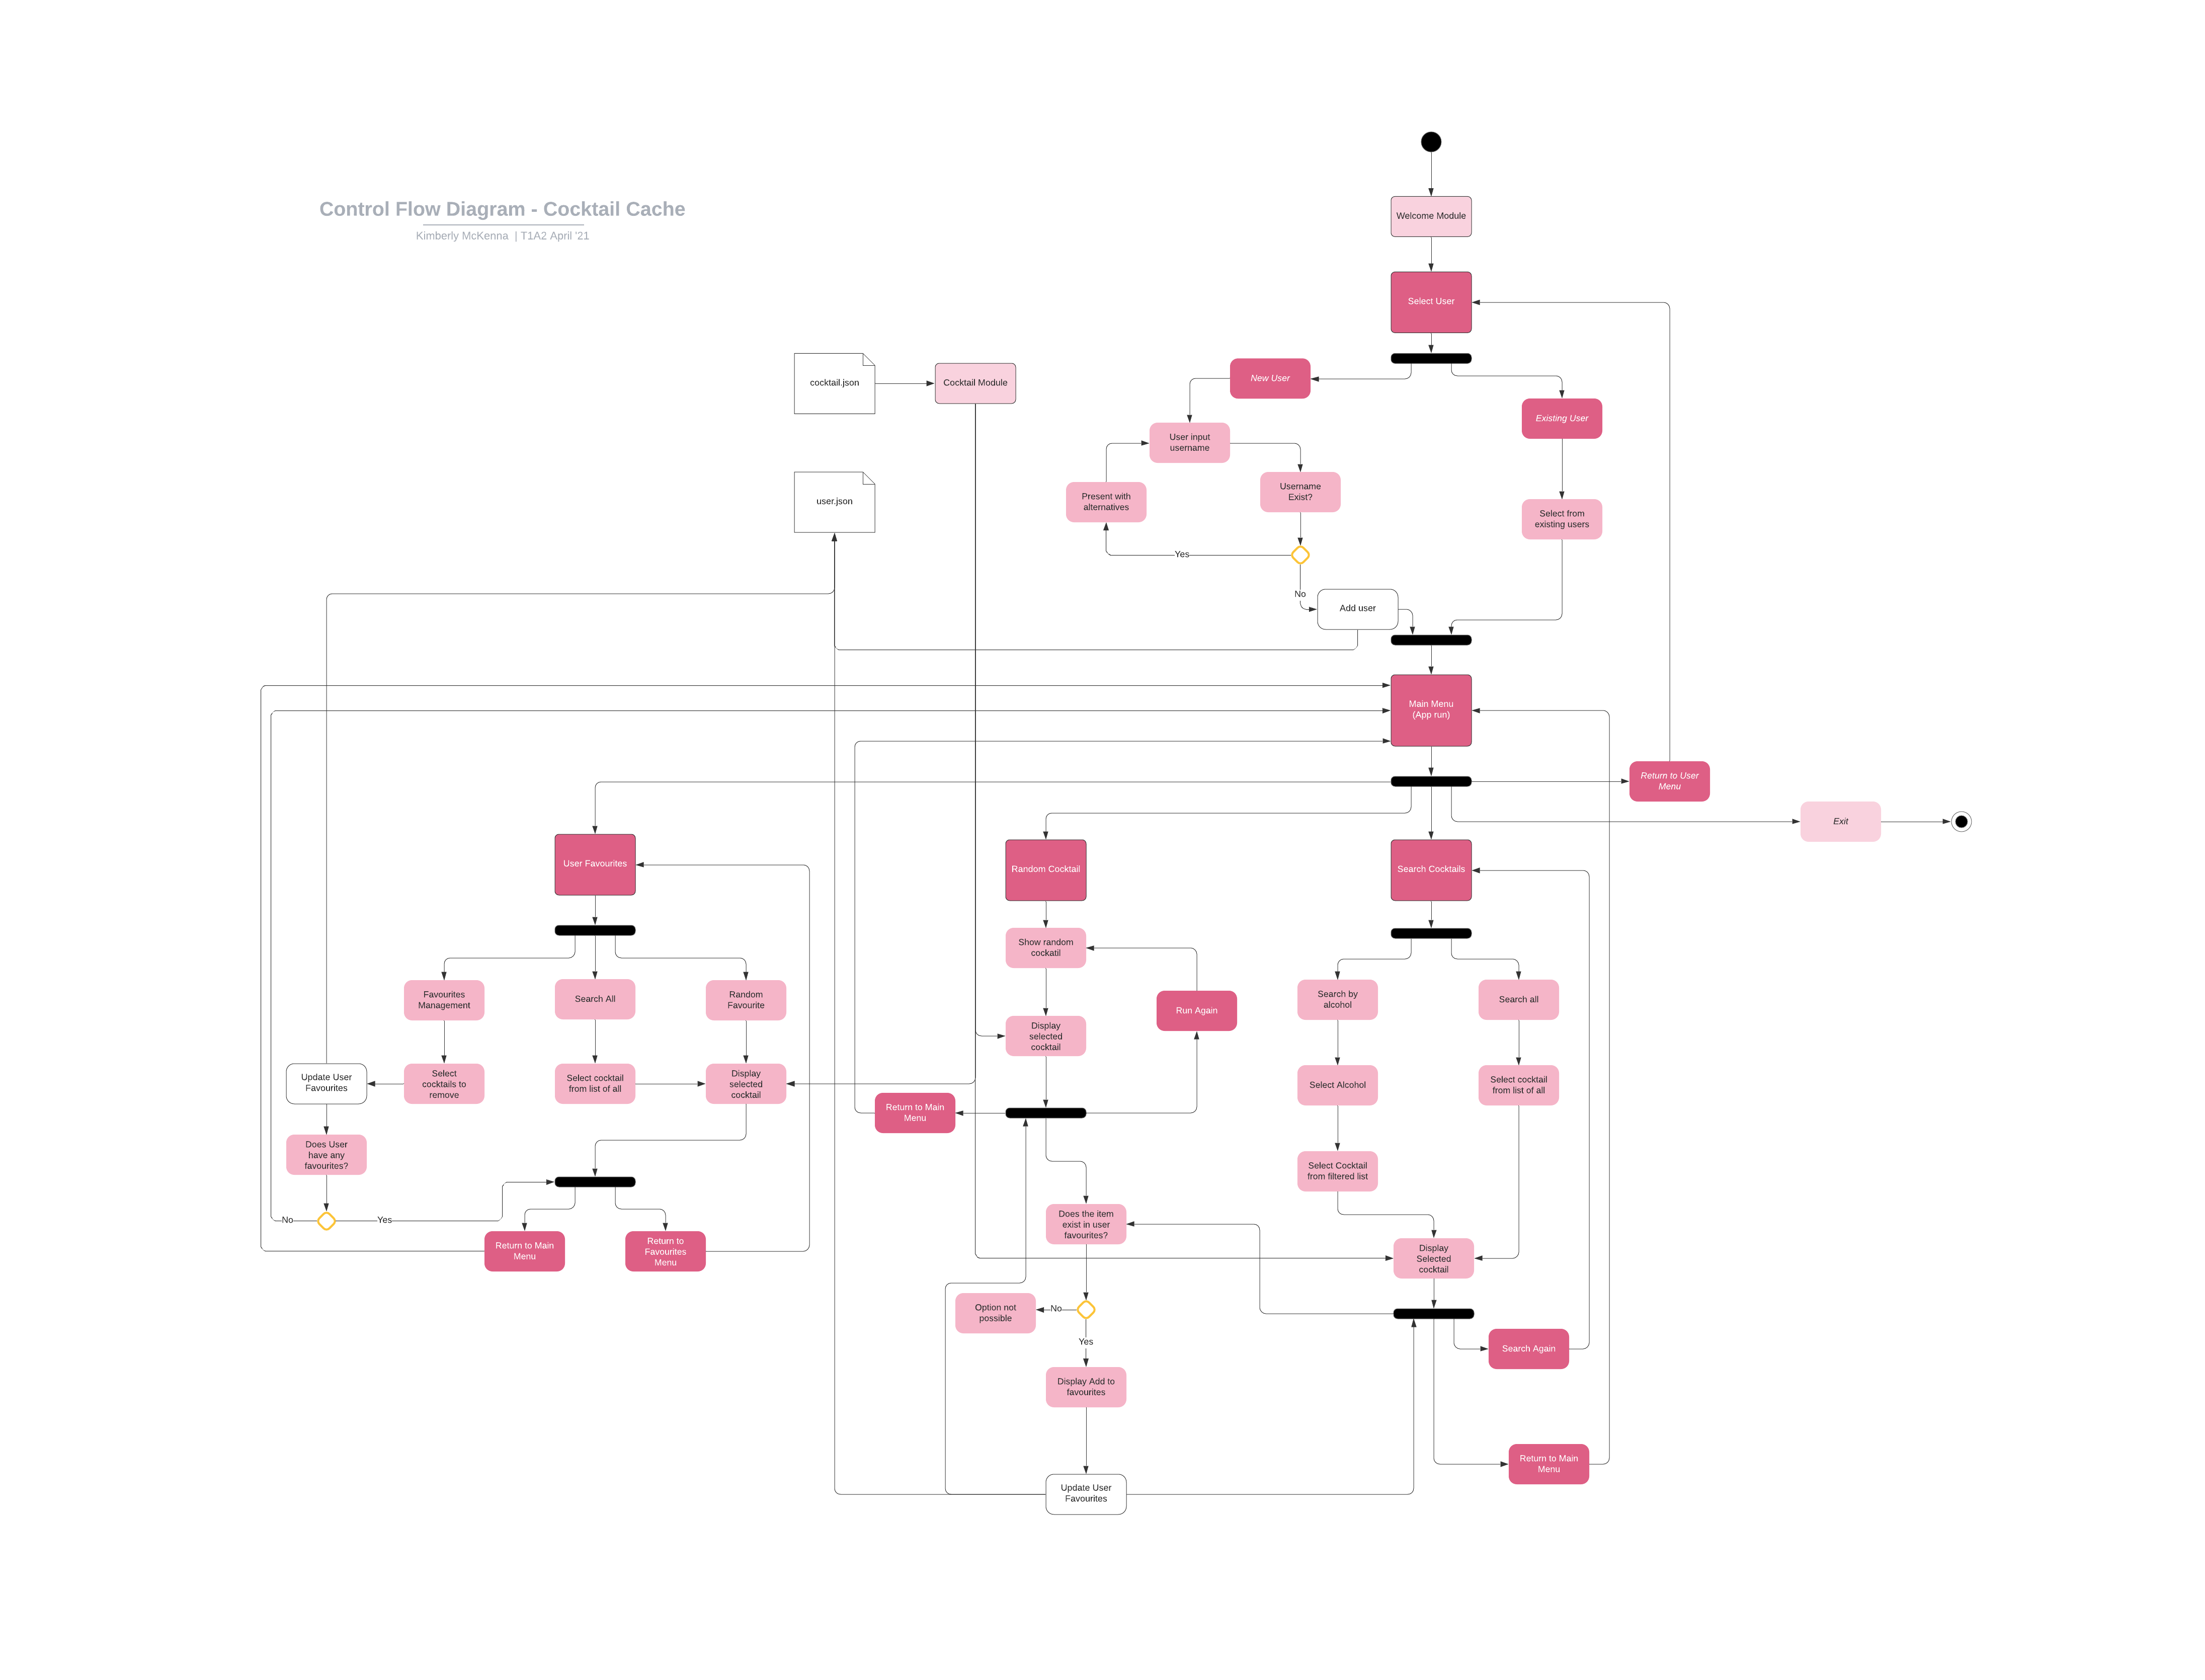 Control Flow Diagram - Cocktail Cache
Kimberly McKenna | T1A2 April '21
Welcome Module
Select User
New User
Existing User
User input
username
Username
Exist?
Present with
alternatives
Yes
No
Add user
Select from
existing users
cocktail.json
Cocktail Module
user.json
Main Menu
(App run)
Return to User
Menu
Exit
User Favourites
Random Cocktail
Search Cocktails
Favourites
Management
Search All
Random
Favourite
Update User
Favourites
Select
cocktails to
remove
Select cocktail
from list of all
Display
selected
cocktail
Does User
have any
favourites?
No
Yes
Return to Main
Menu
Return to
Favourites
Menu
Show random
cockatil
Run Again
Display
selected
cocktail
Return to Main
Menu
Does the item
exist in user
favourites?
Option not
possible
No
Yes
Display Add to
favourites
Update User
Favourites
Search by
alcohol
Search all
Select Alcohol
Select cocktail
from list of all
Select Cocktail
from filtered list
Display
Selected
cocktail
Search Again
Return to Main
Menu